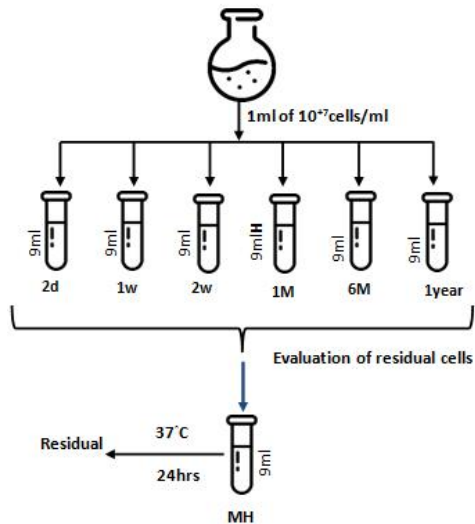 1ml of 10⁺⁷cells/ml
9ml 9ml 9ml 9mlH 9ml 9ml
2d 1w 2w 1M 6M 1year
Evaluation of residual cells
Residual 37°C 9ml
24hrs
MH